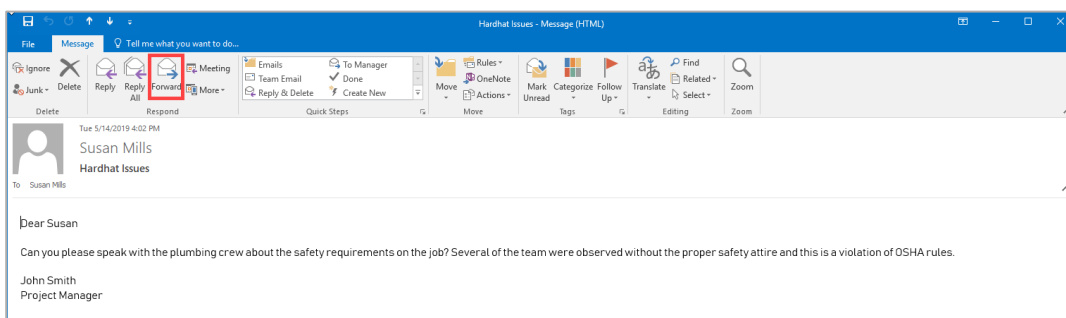 Hardhat Issues - Message (HTML)
File Message Tell me what you want to do...
Ignore
Junk
Delete
Reply
Reply All
Forward
Meeting
More
Emails
Team Email
Reply & Delete
To Manager
Done
Create New
Move
Rules
OneNote
Actions
Mark Unread
Categorize
Follow Up
Translate
Find
Related
Select
Zoom
Delete Respond Quick Steps Move Tags Editing Zoom
Tue 5/14/2019 4:02 PM
Susan Mills
Hardhat Issues
To Susan Mills
Dear Susan
Can you please speak with the plumbing crew about the safety requirements on the job? Several of the team were observed without the proper safety attire and this is a violation of OSHA rules.
John Smith
Project Manager